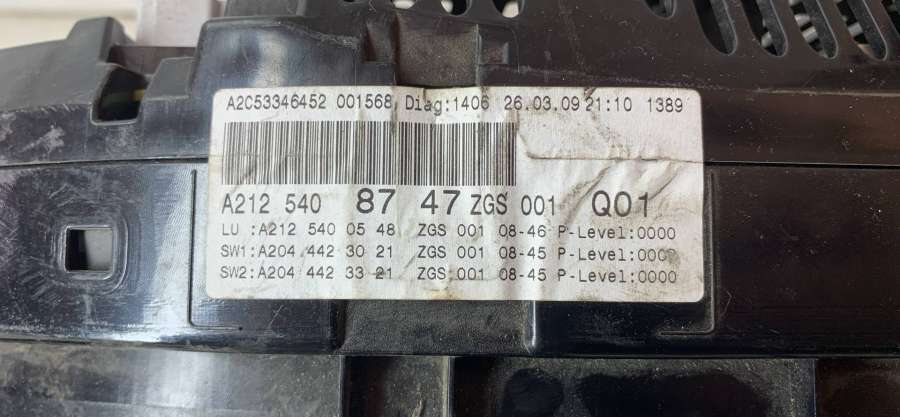 A2C53346452 001568, Diag:1406 26.03.09 21:10 1389
A212 540 87 47 ZGS 001 Q01
LU :A212 540 05 48 ZGS 001 08-46 P-Level:0000
SW1:A204 442 30 21 ZGS 001 08-45 P-Level:0000
SW2:A204 442 33 21 ZGS 001 08-45 P-Level:0000